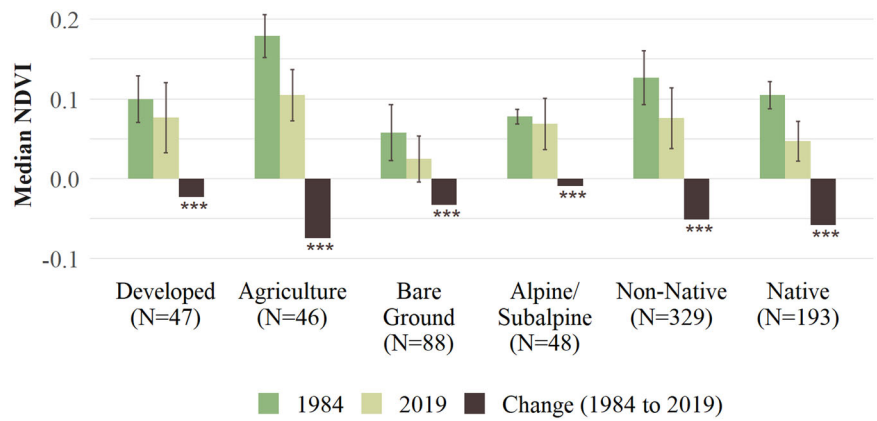 Median NDVI
0.2
0.1
0.0
-0.1
***
***
***
***
***
***
Developed
(N=47)
Agriculture
(N=46)
Bare
Ground
(N=88)
Alpine/
Subalpine
(N=48)
Non-Native
(N=329)
Native
(N=193)
1984
2019
Change (1984 to 2019)